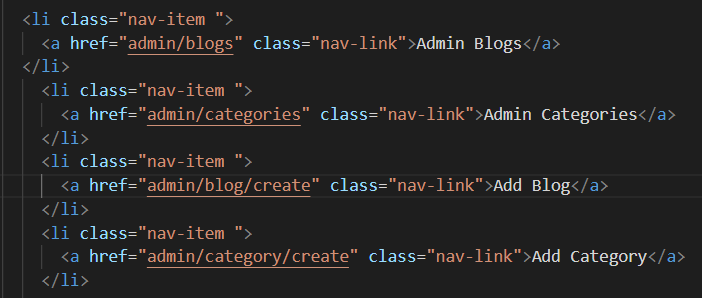 <li class="nav-item ">
<a href="admin/blogs" class="nav-link">Admin Blogs</a>
</li>
<li class="nav-item ">
<a href="admin/categories" class="nav-link">Admin Categories</a>
</li>
<li class="nav-item ">
<a href="admin/blog/create" class="nav-link">Add Blog</a>
</li>
<li class="nav-item ">
<a href="admin/category/create" class="nav-link">Add Category</a>
</li>